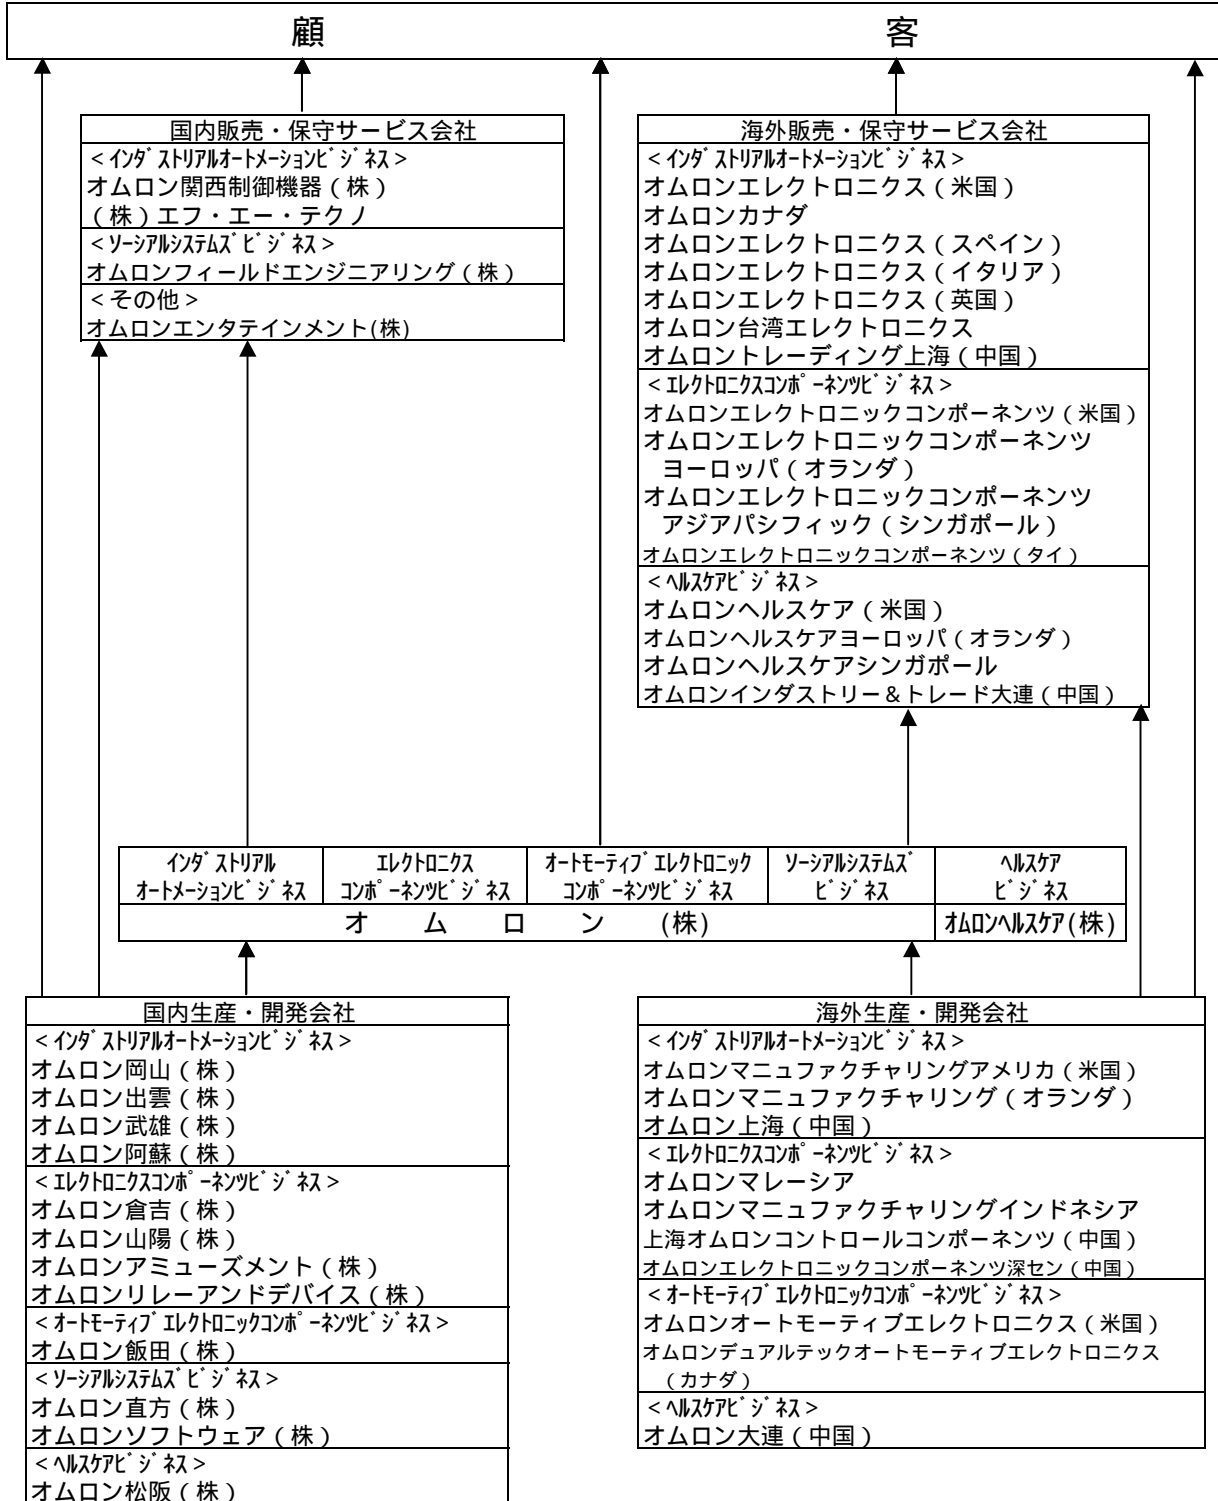 顧 客
国内販売・保守サービス会社
<インダストリアルオートメーションビジネス>
オムロン関西制御機器(株)
(株)エフ・エー・テクノ
<ソーシアルシステムズビジネス>
オムロンフィールドエンジニアリング(株)
<その他>
オムロンエンタテインメント(株)
海外販売・保守サービス会社
<インダストリアルオートメーションビジネス>
オムロンエレクトロニクス(米国)
オムロンカナダ
オムロンエレクトロニクス(スペイン)
オムロンエレクトロニクス(イタリア)
オムロンエレクトロニクス(英国)
オムロン台湾エレクトロニクス
オムロントレーディング上海(中国)
<エレクトロニクスコンポーネンツビジネス>
オムロンエレクトロニックコンポーネンツ(米国)
オムロンエレクトロニックコンポーネンツ
ヨーロッパ(オランダ)
オムロンエレクトロニックコンポーネンツ
アジアパシフィック(シンガポール)
オムロンエレクトロニックコンポーネンツ(タイ)
<ヘルスケアビジネス>
オムロンヘルスケア(米国)
オムロンヘルスケアヨーロッパ(オランダ)
オムロンヘルスケアシンガポール
オムロンインダストリー&トレード大連(中国)
インダストリアル
オートメーションビジネス
エレクトロニクス
コンポーネンツビジネス
オートモーティブエレクトロニック
コンポーネンツビジネス
ソーシアルシステムズ
ビジネス
ヘルスケア
ビジネス
オムロン(株)
オムロンヘルスケア(株)
国内生産・開発会社
<インダストリアルオートメーションビジネス>
オムロン岡山(株)
オムロン出雲(株)
オムロン武雄(株)
オムロン阿蘇(株)
<エレクトロニクスコンポーネンツビジネス>
オムロン倉吉(株)
オムロン山陽(株)
オムロンアミューズメント(株)
オムロンリレーアンドデバイス(株)
<オートモーティブエレクトロニックコンポーネンツビジネス>
オムロン飯田(株)
<ソーシアルシステムズビジネス>
オムロン直方(株)
オムロンソフトウェア(株)
<ヘルスケアビジネス>
オムロン松阪(株)
海外生産・開発会社
<インダストリアルオートメーションビジネス>
オムロンマニュファクチャリングアメリカ(米国)
オムロンマニュファクチャリング(オランダ)
オムロン上海(中国)
<エレクトロニクスコンポーネンツビジネス>
オムロンマレーシア
オムロンマニュファクチャリングインドネシア
上海オムロンコントロールコンポーネンツ(中国)
オムロンエレクトロニックコンポーネンツ深セン(中国)
<オートモーティブエレクトロニックコンポーネンツビジネス>
オムロンオートモーティブエレクトロニクス(米国)
オムロンデュアルテックオートモーティブエレクトロニクス
(カナダ)
<ヘルスケアビジネス>
オムロン大連(中国)